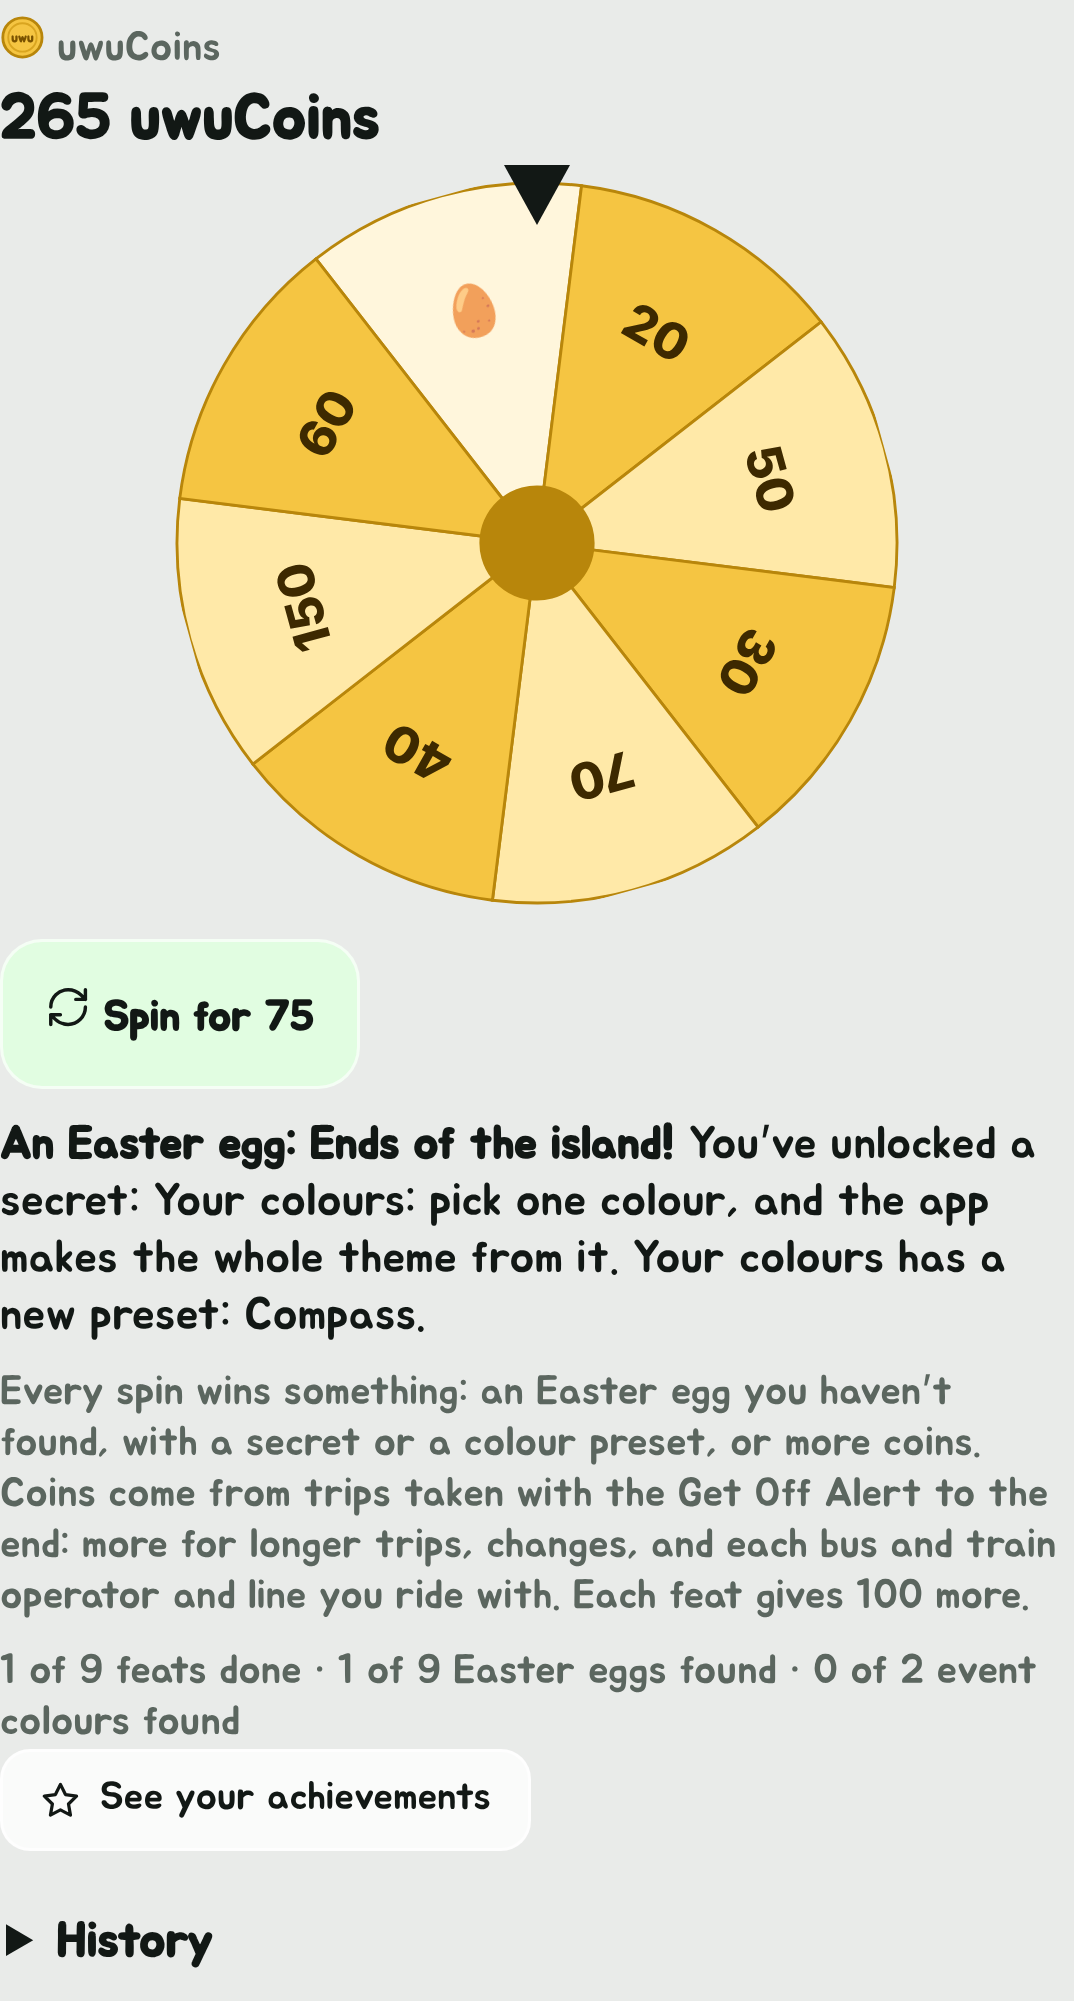 uwu uwuCoins
265 uwuCoins
20
60
50
150
30
40
70
Spin for 75
An Easter egg: Ends of the island! You've unlocked a
secret: Your colours: pick one colour, and the app
makes the whole theme from it. Your colours has a
new preset: Compass.
Every spin wins something: an Easter egg you haven't
found, with a secret or a colour preset, or more coins.
Coins come from trips taken with the Get Off Alert to the
end: more for longer trips, changes, and each bus and train
operator and line you ride with. Each feat gives 100 more.
1 of 9 feats done · 1 of 9 Easter eggs found · 0 of 2 event
colours found
See your achievements
History